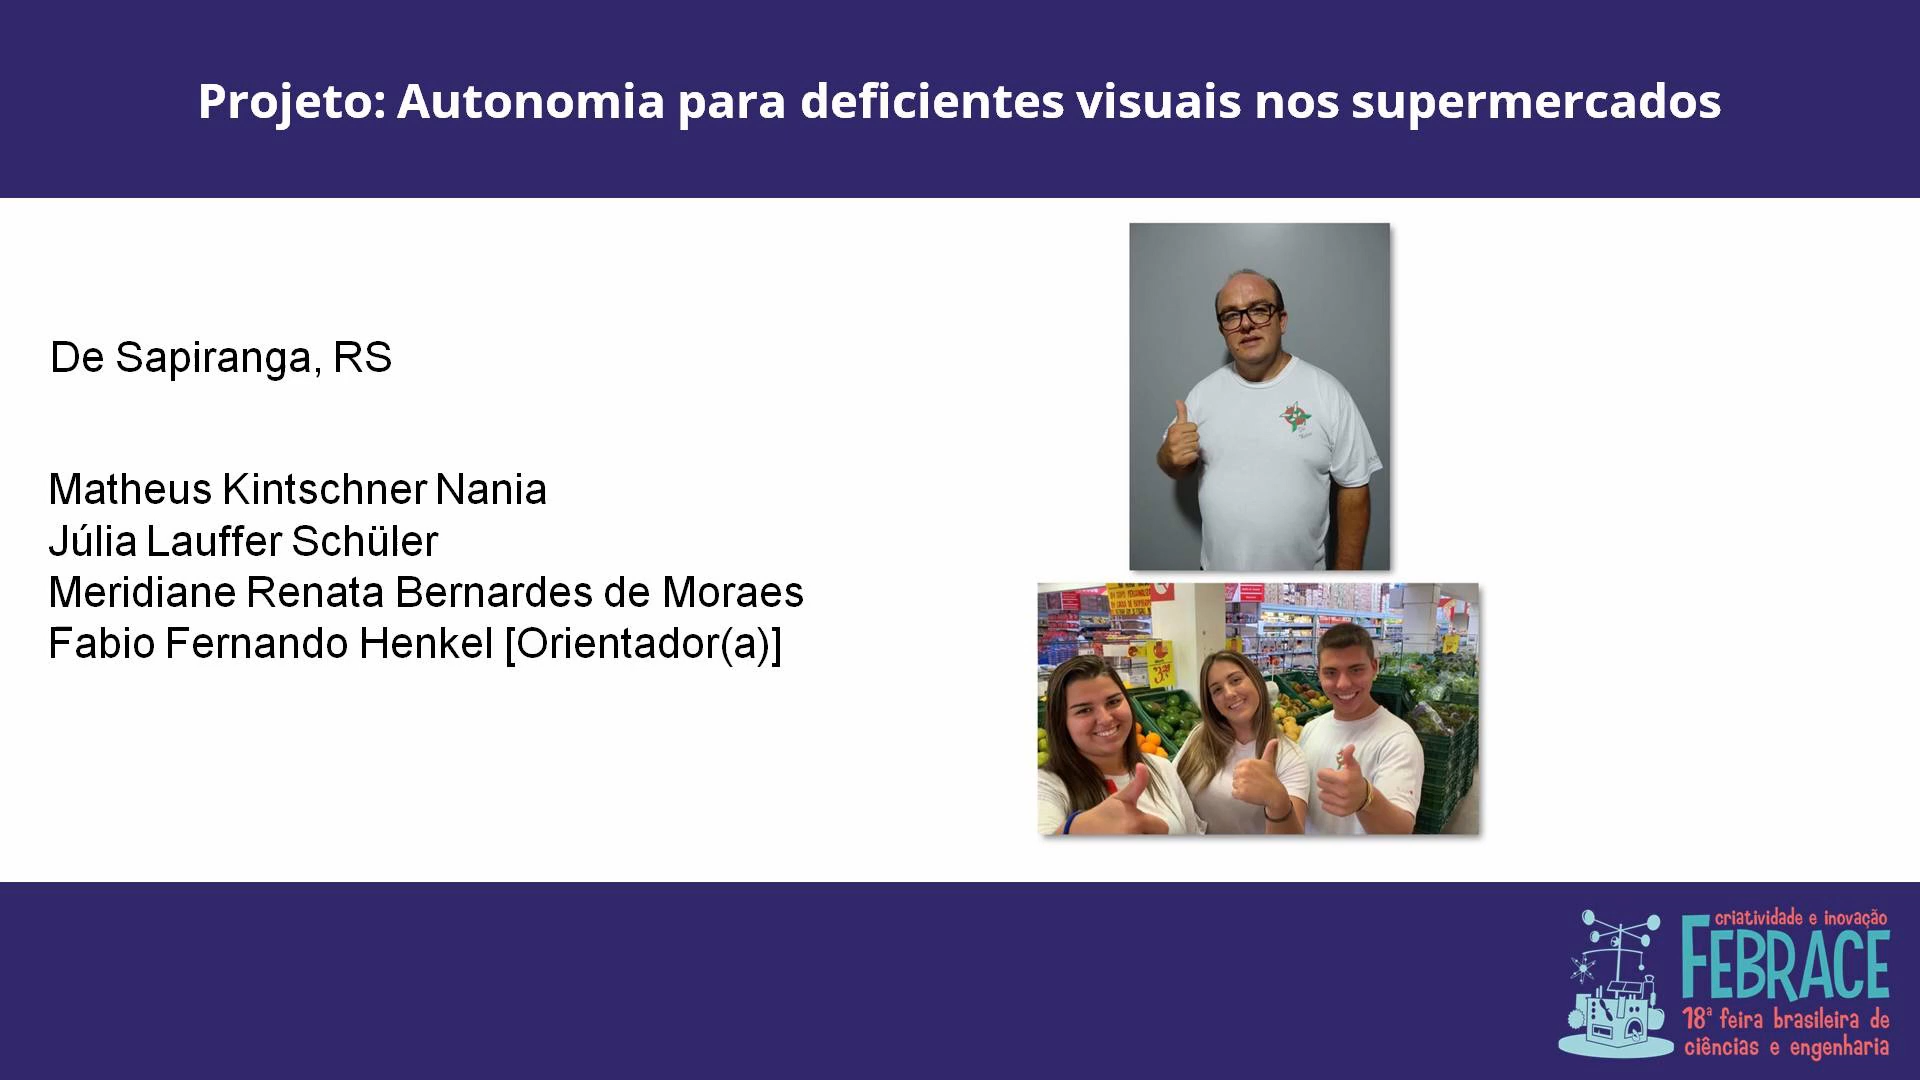 Projeto: Autonomia para deficientes visuais nos supermercados
De Sapiranga, RS
Matheus Kintschner Nania
Júlia Lauffer Schüler
Meridiane Renata Bernardes de Moraes
Fabio Fernando Henkel [Orientador(a)]
criatividade e inovação
FEBRACE
18ª feira brasileira de
ciências e engenharia